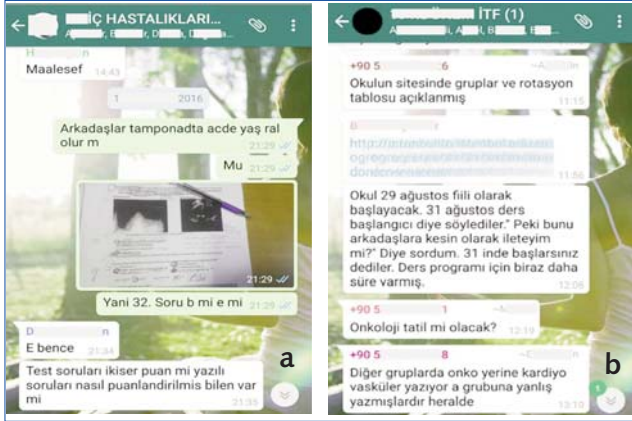 İÇ HASTALIKLARI...
Maalesef 14:43
1 2016
Arkadaşlar tamponadta acde yaş ral
olur m 21:29
Mu 21:29
21:29
Yani 32. Soru b mi e mi 21:29
D n
E bence 21:34
Test soruları ikiser puan mi yazılı
soruları nasıl puanlandirilmis bilen var
mi 21:35
a
İTF (1)
+90 5 6
Okulun sitesinde gruplar ve rotasyon
tablosu açıklanmış 11:15
11:56
Okul 29 ağustos fiili olarak
başlayacak. 31 ağustos ders
başlangıcı diye söylediler." Peki bunu
arkadaşlara kesin olarak ileteyim
mi?" Diye sordum. 31 inde başlarsınız
dediler. Ders programı için biraz daha
süre varmış. 12:06
+90 5 1
Onkoloji tatil mi olacak? 12:19
+90 5 8
Diğer gruplarda onko yerine kardiyo
vasküler yazıyor a grubuna yanlış
yazmışlardır heralde 13:10
b